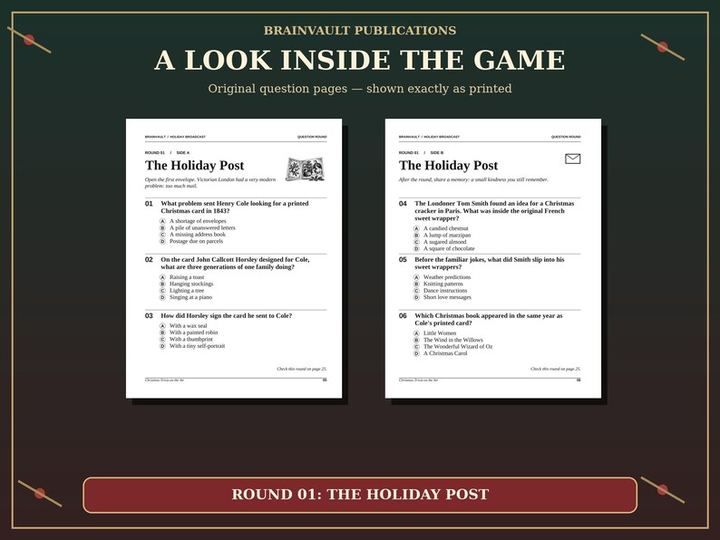 BRAINVAULT PUBLICATIONS
A LOOK INSIDE THE GAME
Original question pages — shown exactly as printed
BRAINVAULT / HOLIDAY BROADCAST
QUESTION ROUND
ROUND 01 / SIDE A
The Holiday Post
Open the first envelope. Victorian London had a very modern
problem: too much mail.
01 What problem sent Henry Cole looking for a printed
Christmas card in 1843?
A A shortage of envelopes
B A pile of unanswered letters
C A missing address book
D Postage due on parcels
02 On the card John Callcott Horsley designed for Cole,
what are three generations of one family doing?
A Raising a toast
B Hanging stockings
C Lighting a tree
D Singing at a piano
03 How did Horsley sign the card he sent to Cole?
A With a wax seal
B With a painted robin
C With a thumbprint
D With a tiny self-portrait
Check this round on page 25.
Christmas Trivia on the Air
BRAINVAULT / HOLIDAY BROADCAST
QUESTION ROUND
ROUND 01 / SIDE B
The Holiday Post
After the round, share a memory: a small kindness you still remember.
04 The Londoner Tom Smith found an idea for a Christmas
cracker in Paris. What was inside the original French
sweet wrapper?
A A candied chestnut
B A lump of marzipan
C A sugared almond
D A square of chocolate
05 Before the familiar jokes, what did Smith slip into his
sweet wrappers?
A Weather predictions
B Knitting patterns
C Dance instructions
D Short love messages
06 Which Christmas book appeared in the same year as
Cole's printed card?
A Little Women
B The Wind in the Willows
C The Wonderful Wizard of Oz
D A Christmas Carol
Check this round on page 25.
Christmas Trivia on the Air
ROUND 01: THE HOLIDAY POST